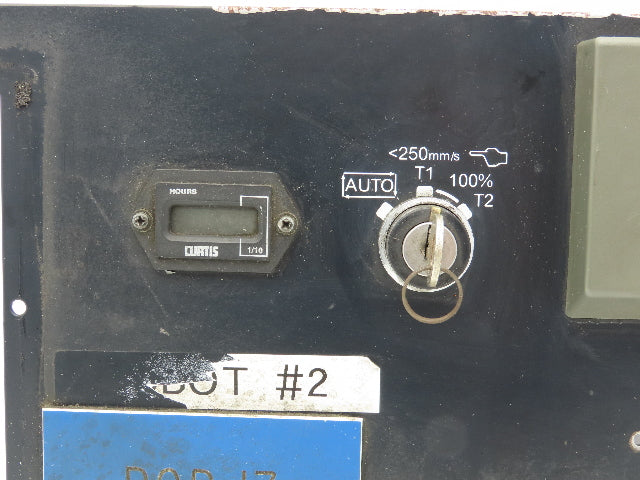 <250mm/s
T1
AUTO
100%
T2
HOURS
1/10
CURTIS
BOT #2